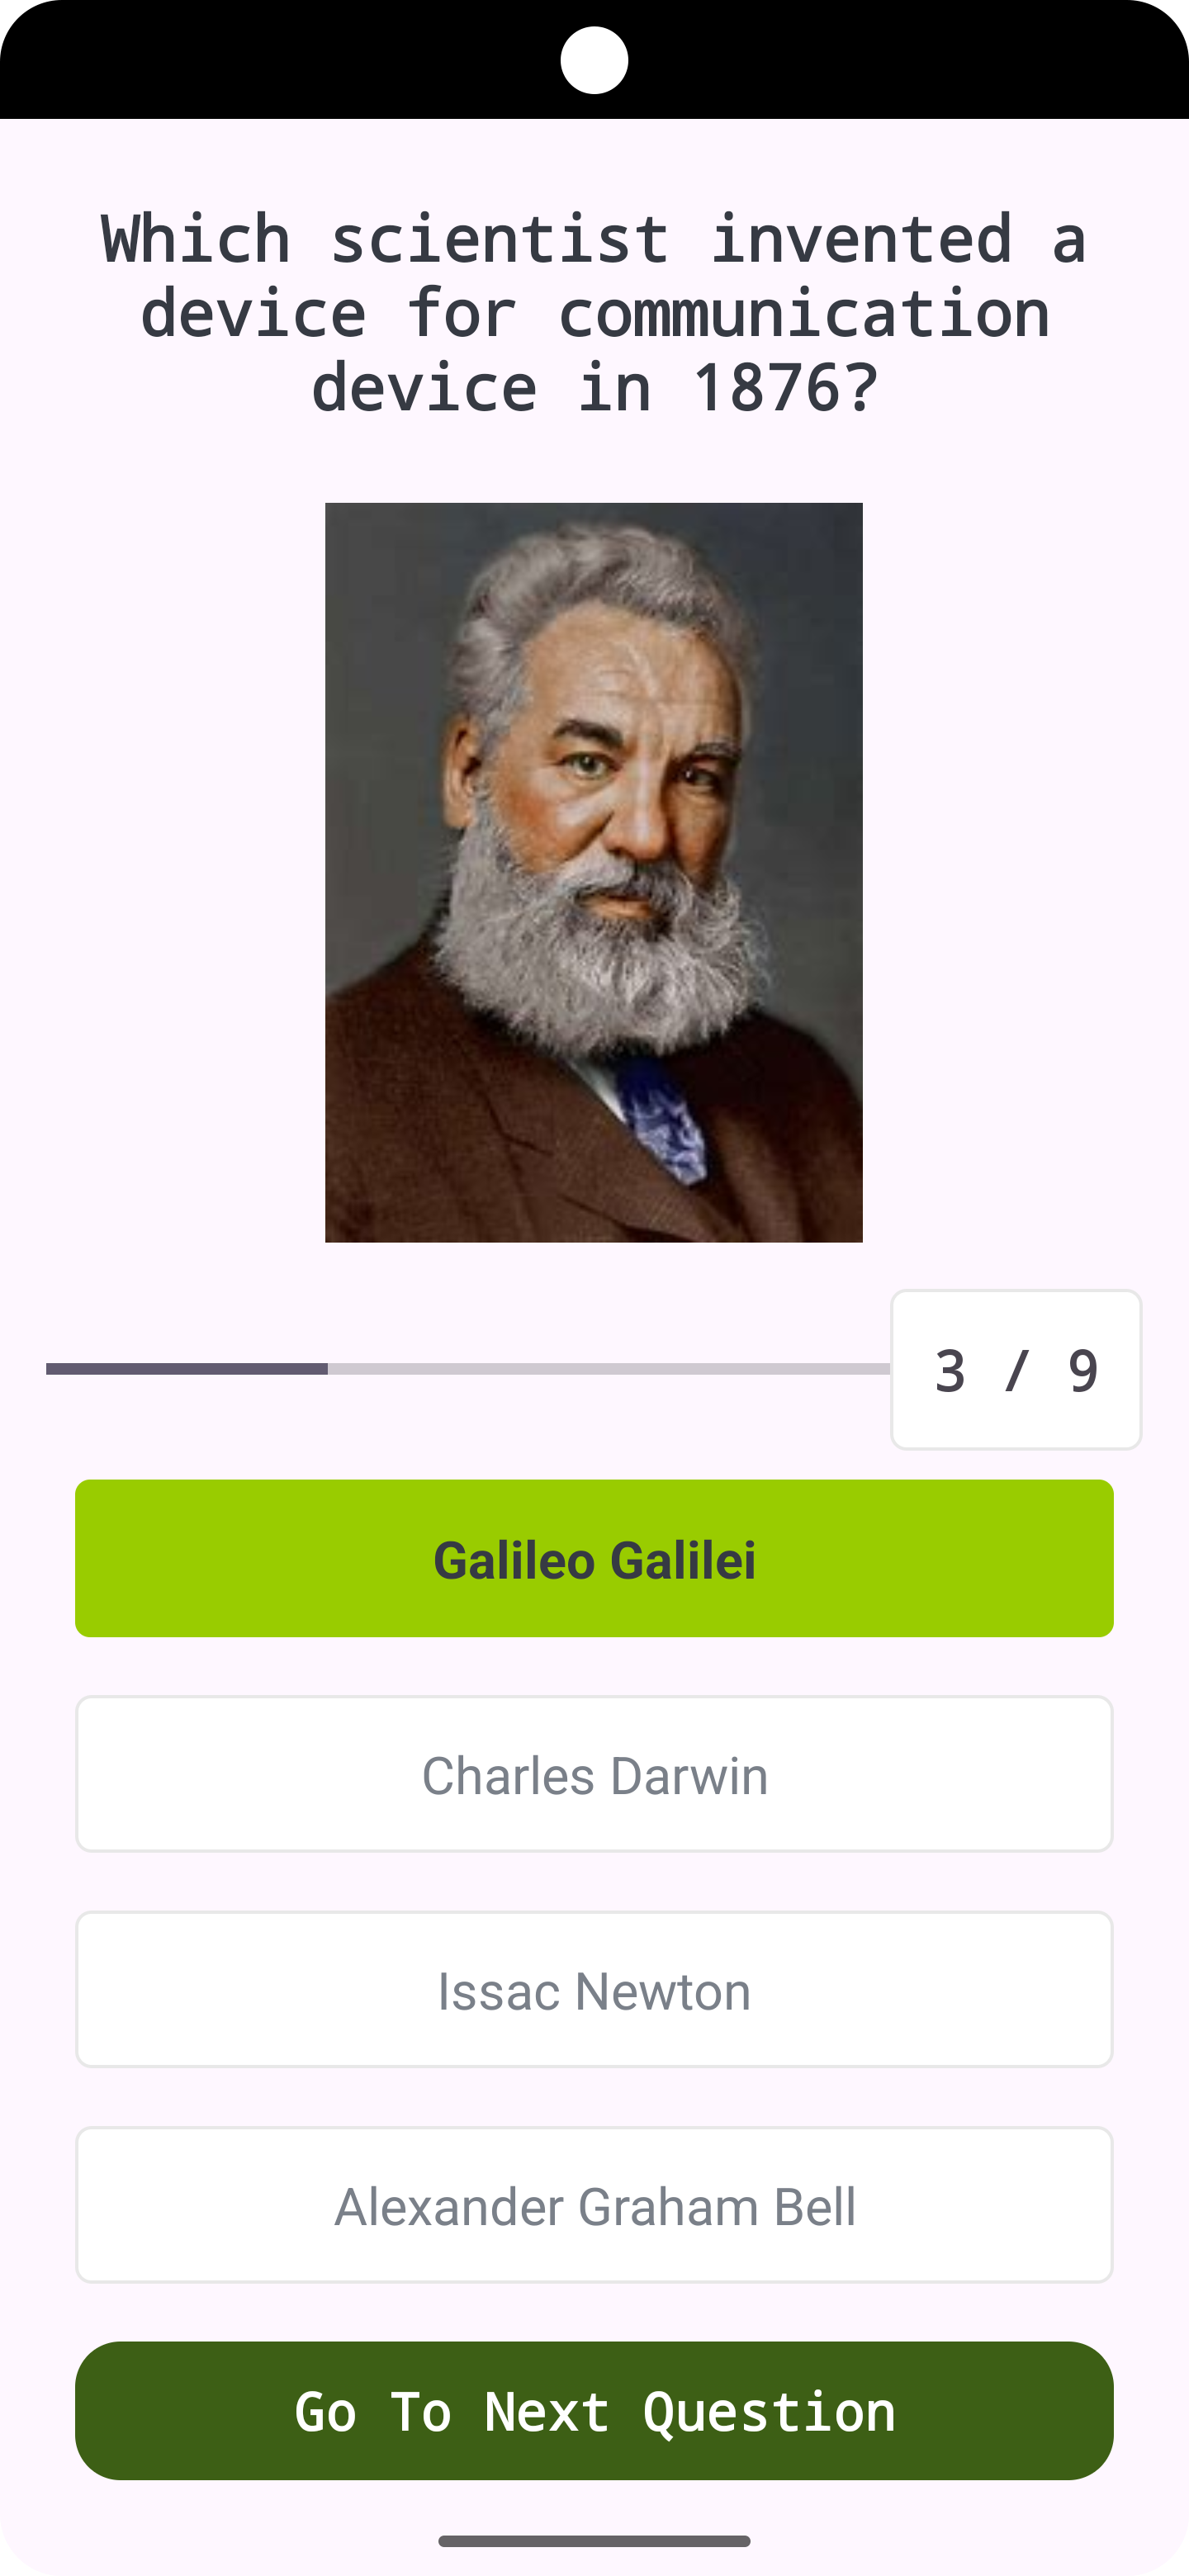 Which scientist invented a
device for communication
device in 1876?
3 / 9
Galileo Galilei
Charles Darwin
Issac Newton
Alexander Graham Bell
Go To Next Question